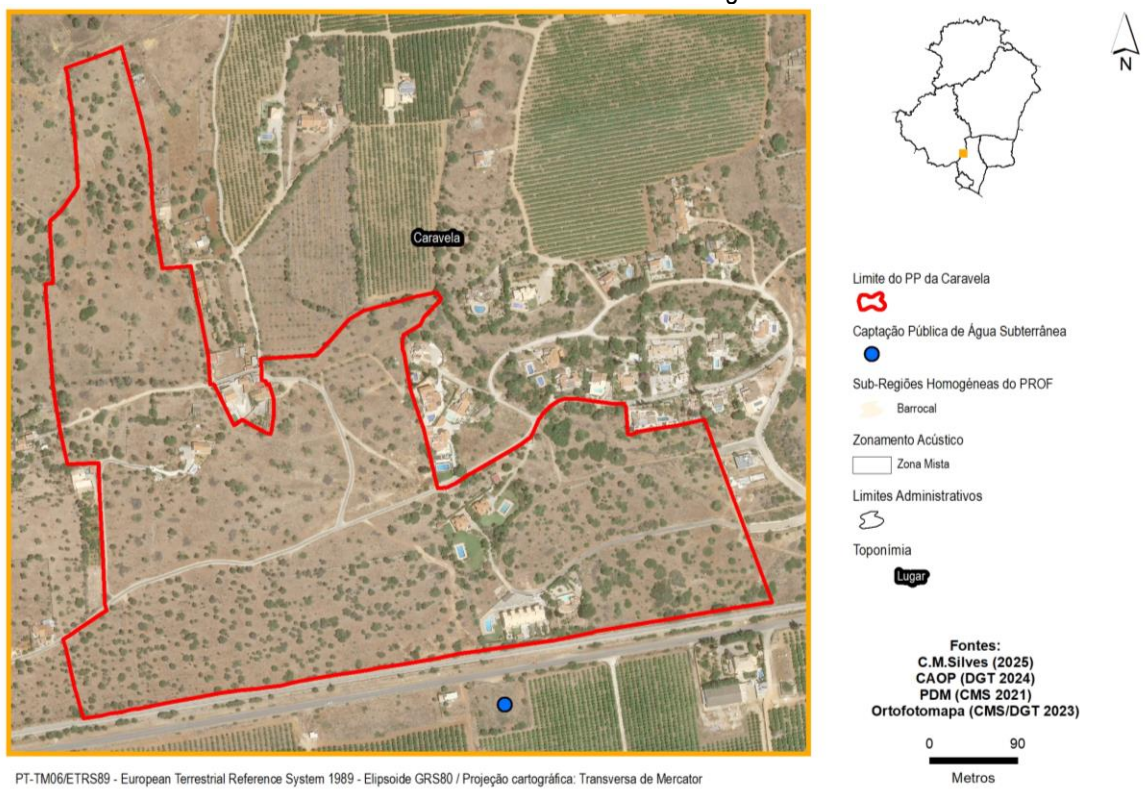 N
Caravela
Limite do PP da Caravela
Captação Pública de Água Subterrânea
Sub-Regiões Homogéneas do PROF
Barrocal
Zonamento Acústico
Zona Mista
Limites Administrativos
Toponímia
Lugar
Fontes:
C.M.Silves (2025)
CAOP (DGT 2024)
PDM (CMS 2021)
Ortofotomapa (CMS/DGT 2023)
0 90
Metros
PT-TM06/ETRS89 - European Terrestrial Reference System 1989 - Elipsoide GRS80 / Projeção cartográfica: Transversa de Mercator